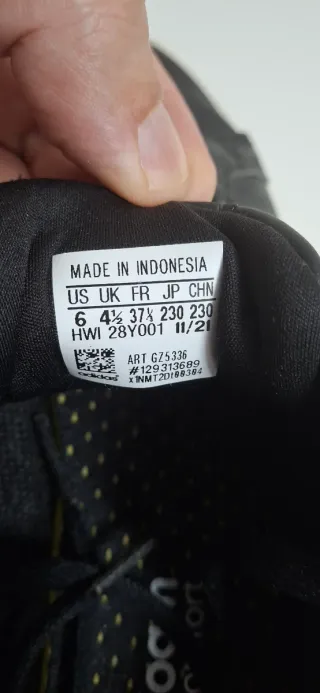 MADE IN INDONESIA
US UK FR JP CHN
6 4½ 37⅓ 230 230
HWI 28Y001 11/21
ART GZ5336
#129313689
adidas